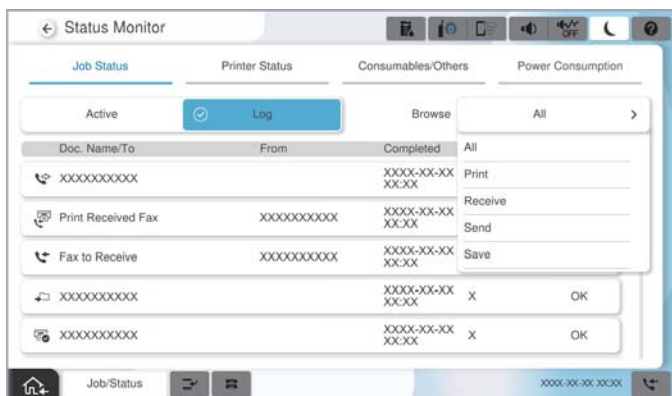 Status Monitor
OFF
Job Status Printer Status Consumables/Others Power Consumption
Active Log Browse All
Doc. Name/To From Completed
All
Print
Receive
Send
Save
XXXXXXXXXX XXXX-XX-XX
XX:XX
Print Received Fax XXXXXXXXXX XXXX-XX-XX
XX:XX
Fax to Receive XXXXXXXXXX XXXX-XX-XX
XX:XX
XXXXXXXXXX XXXX-XX-XX
XX:XX X OK
XXXXXXXXXX XXXX-XX-XX
XX:XX X OK
Job/Status XXXX-XX-XX XX:XX